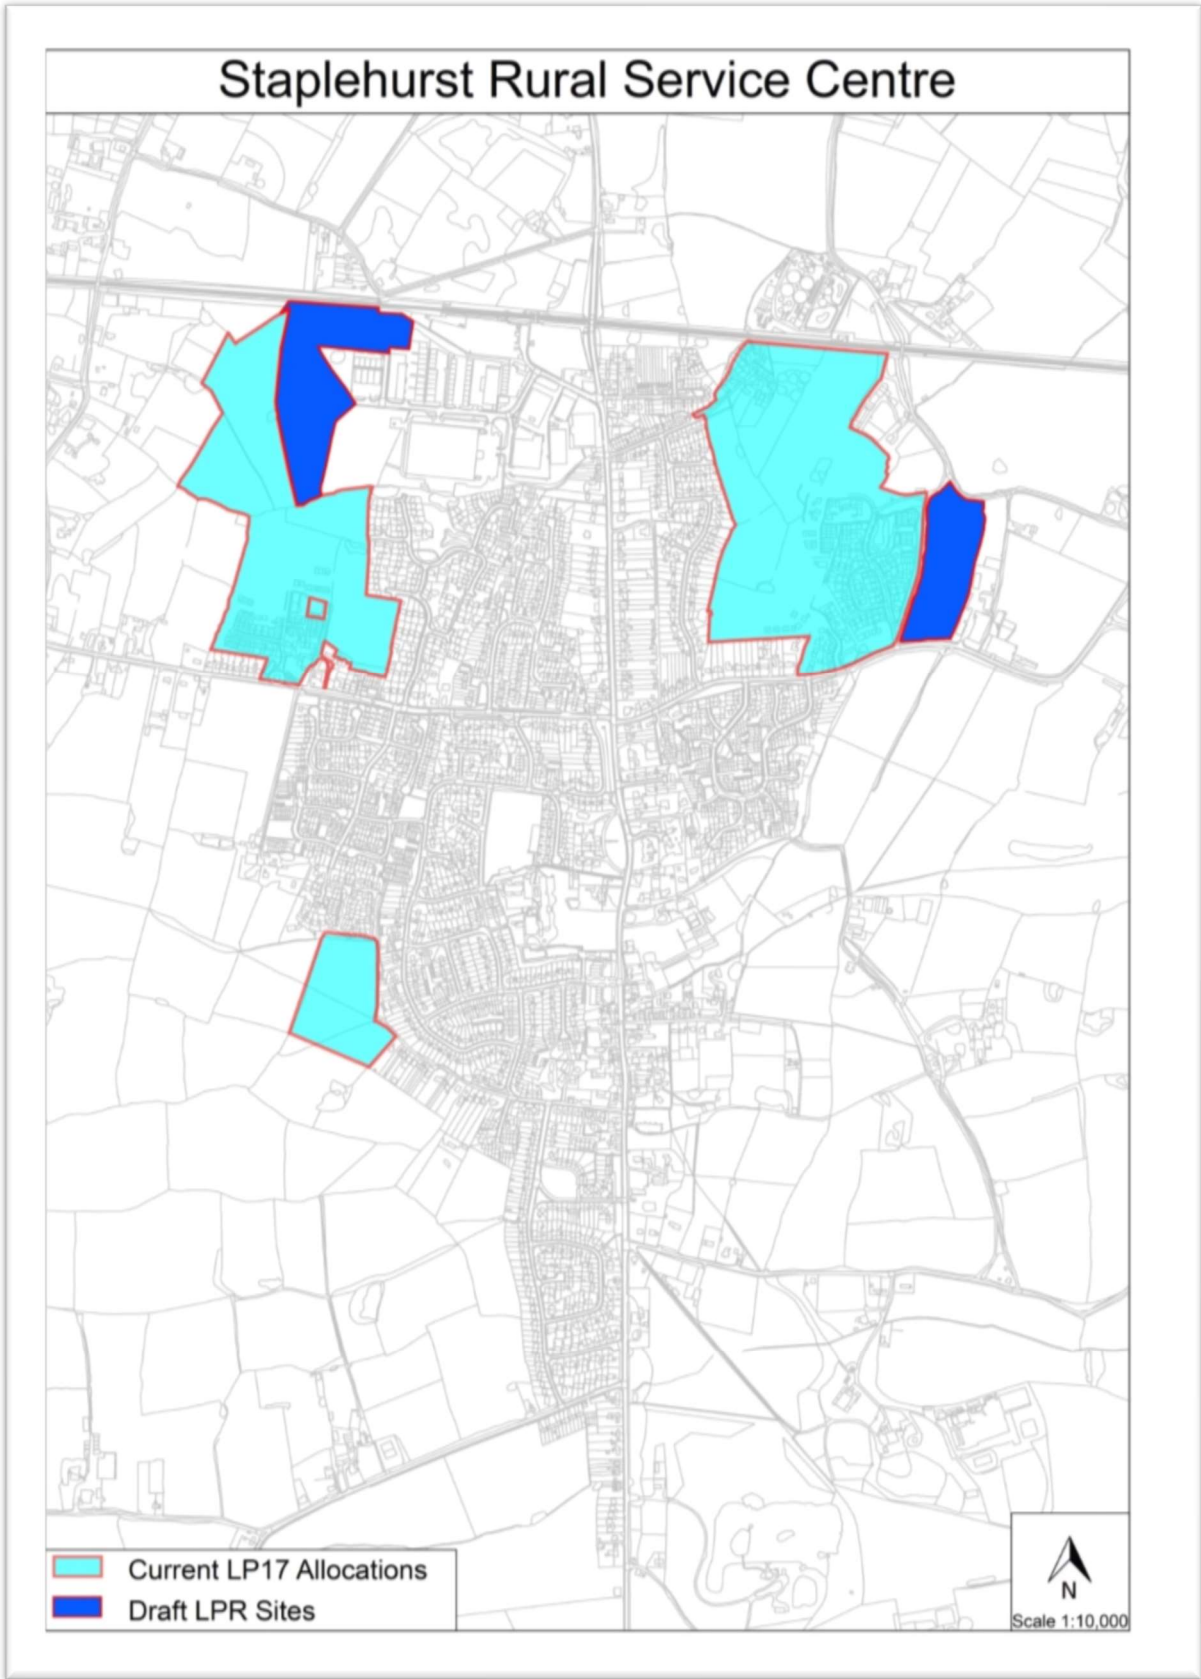 Staplehurst Rural Service Centre
Current LP17 Allocations
Draft LPR Sites
N
Scale 1:10,000